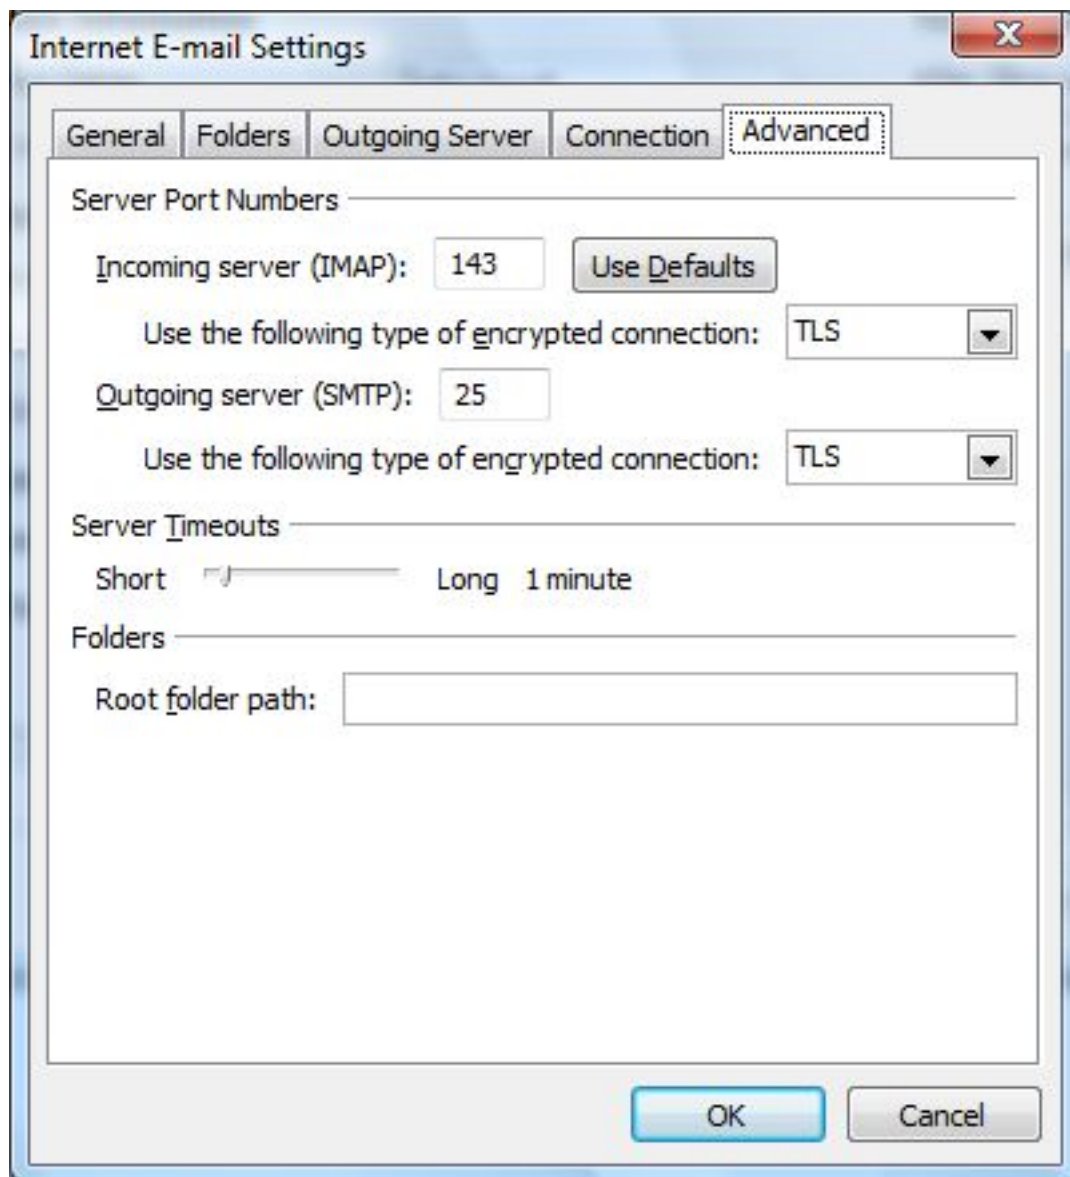 Internet E-mail Settings
X
General Folders Outgoing Server Connection Advanced
Server Port Numbers
Incoming server (IMAP): 143 Use Defaults
Use the following type of encrypted connection: TLS
Outgoing server (SMTP): 25
Use the following type of encrypted connection: TLS
Server Timeouts
Short Long 1 minute
Folders
Root folder path:
OK Cancel